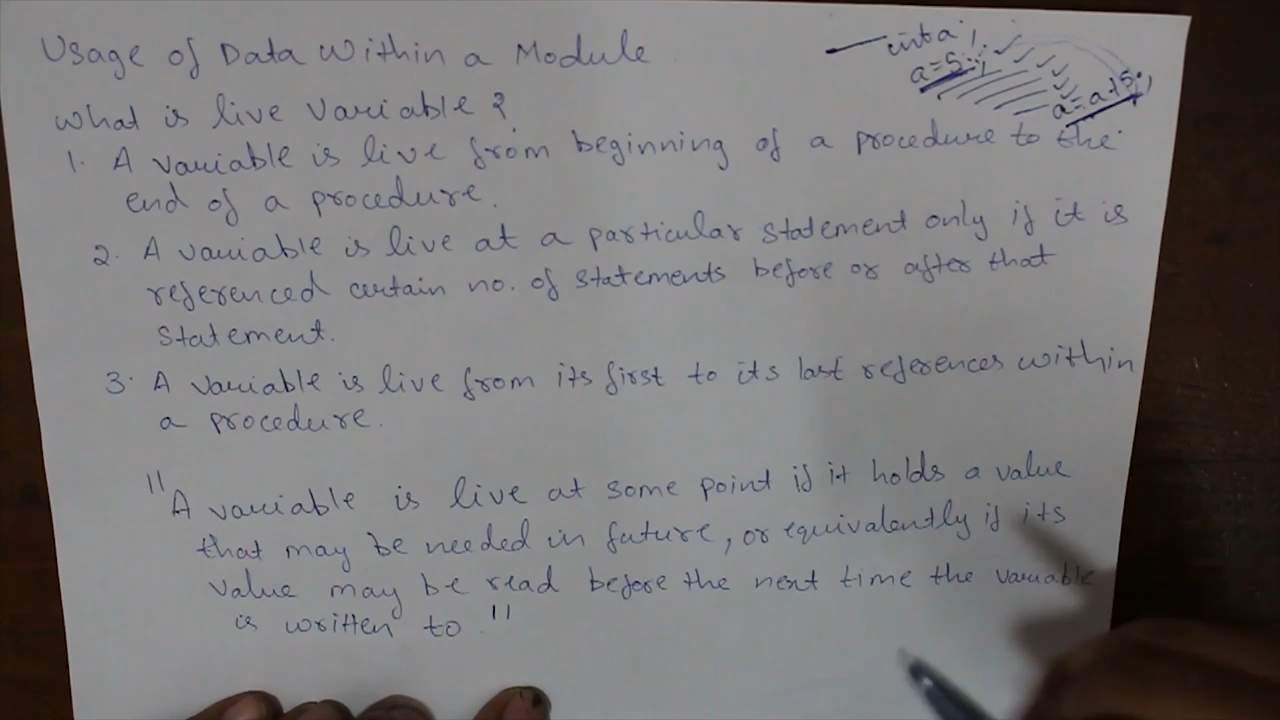 Usage of Data Within a Module
int a;
a=5;
a=a+5;
What is live Variable?
1. A variable is live from beginning of a procedure to the
end of a procedure.
2. A variable is live at a particular statement only if it is
referenced certain no. of statements before or after that
statement.
3. A variable is live from its first to its last references within
a procedure.
"A variable is live at some point if it holds a value
that may be needed in future, or equivalently if its
value may be read before the next time the variable
is written to."